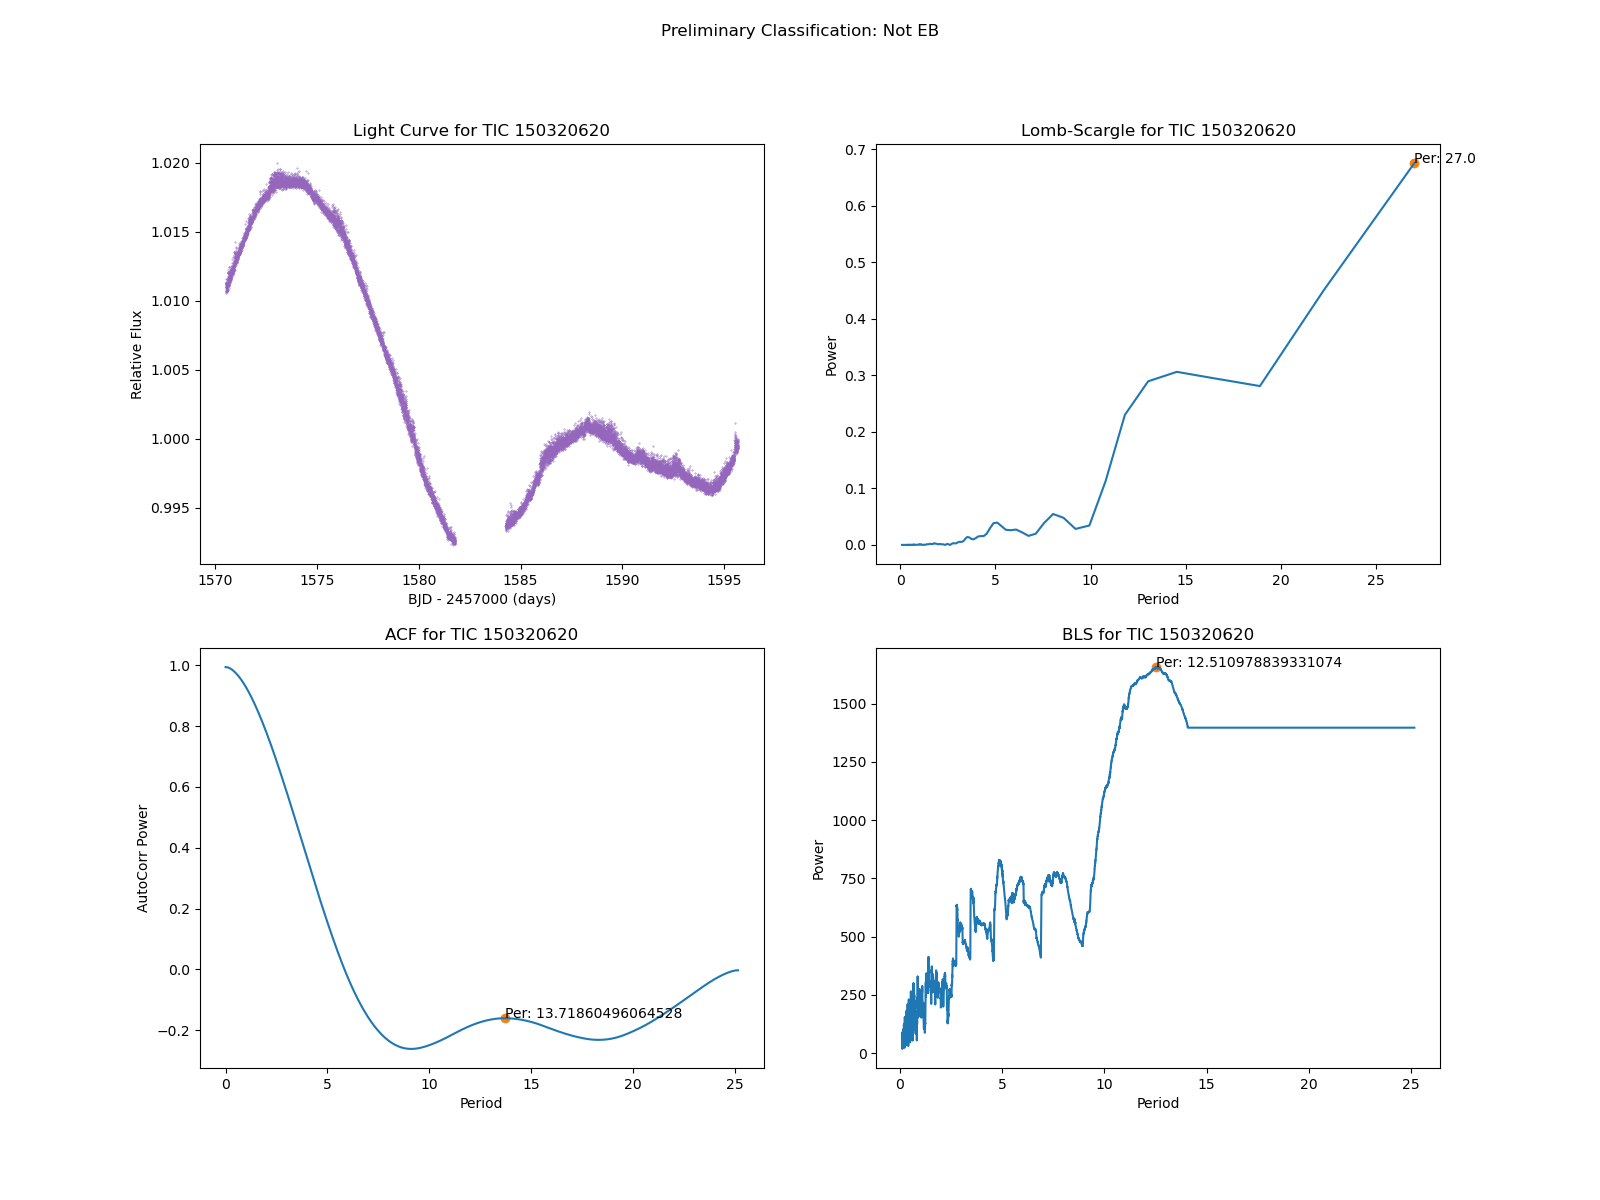 Preliminary Classification: Not EB
Light Curve for TIC 150320620
1.020
1.015
1.010
1.005
1.000
0.995
Relative Flux
1570 1575 1580 1585 1590 1595
BJD - 2457000 (days)
Lomb-Scargle for TIC 150320620
Per: 27.0
0.7
0.6
0.5
0.4
0.3
0.2
0.1
0.0
Power
0 5 10 15 20 25
Period
ACF for TIC 150320620
1.0
0.8
0.6
0.4
0.2
0.0
−0.2
AutoCorr Power
Per: 13.71860496064528
0 5 10 15 20 25
Period
BLS for TIC 150320620
Per: 12.510978839331074
1500
1250
1000
750
500
250
0
Power
0 5 10 15 20 25
Period